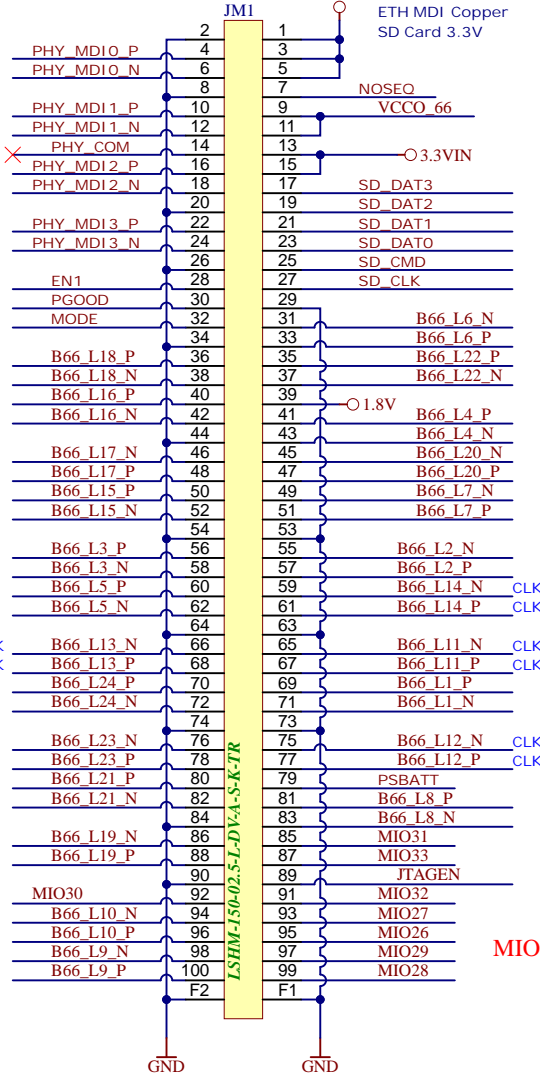 JM1
ETH MDI Copper
SD Card 3.3V
2 1
PHY_MDI0_P 4 3
PHY_MDI0_N 6 5
8 7 NOSEQ
PHY_MDI1_P 10 9 VCCO_66
PHY_MDI1_N 12 11
PHY_COM 14 13 3.3VIN
PHY_MDI2_P 16 15
PHY_MDI2_N 18 17 SD_DAT3
20 19 SD_DAT2
PHY_MDI3_P 22 21 SD_DAT1
PHY_MDI3_N 24 23 SD_DAT0
26 25 SD_CMD
EN1 28 27 SD_CLK
PGOOD 30 29
MODE 32 31 B66_L6_N
34 33 B66_L6_P
B66_L18_P 36 35 B66_L22_P
B66_L18_N 38 37 B66_L22_N
B66_L16_P 40 39 1.8V
B66_L16_N 42 41 B66_L4_P
44 43 B66_L4_N
B66_L17_N 46 45 B66_L20_N
B66_L17_P 48 47 B66_L20_P
B66_L15_P 50 49 B66_L7_N
B66_L15_N 52 51 B66_L7_P
54 53
B66_L3_P 56 55 B66_L2_N
B66_L3_N 58 57 B66_L2_P
B66_L5_P 60 59 B66_L14_N CLK
B66_L5_N 62 61 B66_L14_P CLK
64 63
B66_L13_N 66 65 B66_L11_N CLK
B66_L13_P 68 67 B66_L11_P CLK
B66_L24_P 70 69 B66_L1_P
B66_L24_N 72 71 B66_L1_N
74 73
B66_L23_N 76 75 B66_L12_N CLK
B66_L23_P 78 77 B66_L12_P CLK
B66_L21_P 80 79 PSBATT
B66_L21_N 82 81 B66_L8_P
84 83 B66_L8_N
B66_L19_N 86 85 MIO31
B66_L19_P 88 87 MIO33
90 89 JTAGEN
MIO30 92 91 MIO32
B66_L10_N 94 93 MIO27
B66_L10_P 96 95 MIO26
B66_L9_N 98 97 MIO29 MIO
B66_L9_P 100 99 MIO28
F2 F1
LSHM-150-02.5-L-DV-A-S-K-TR
GND GND